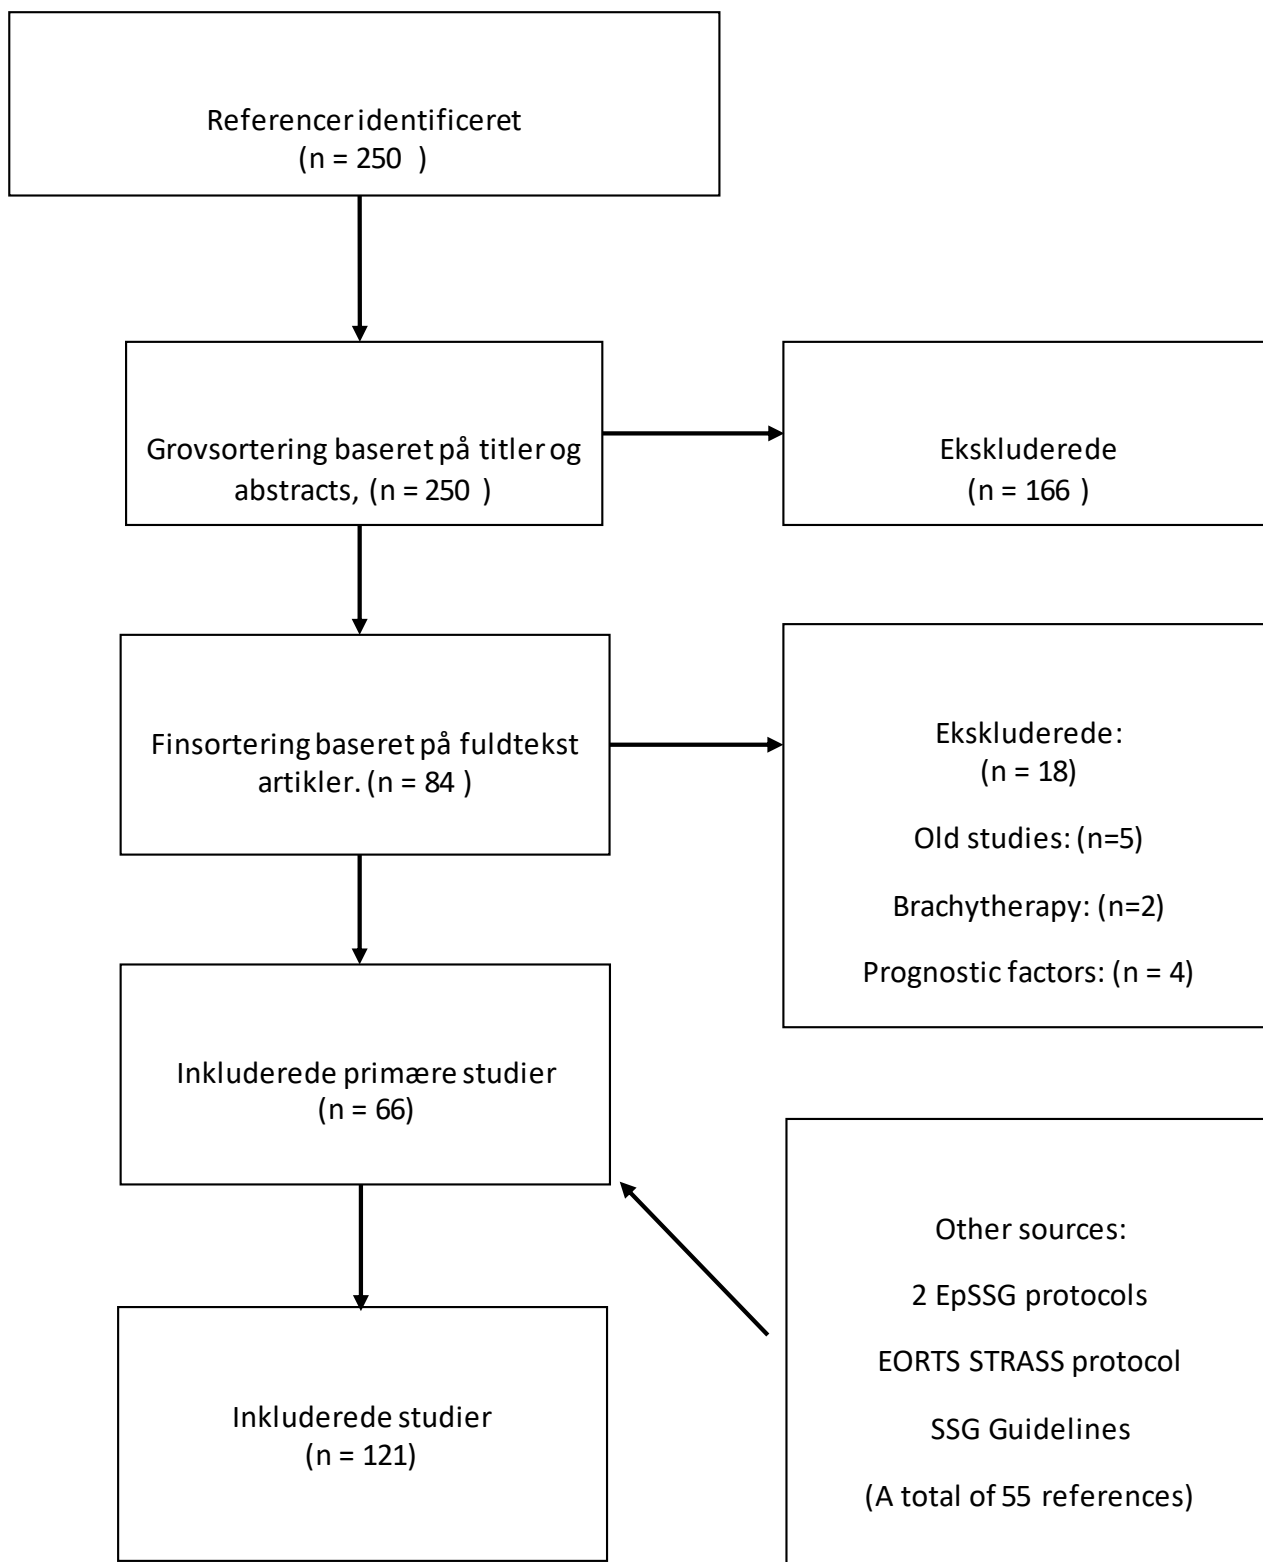 Referencer identificeret
(n = 250 )
Grovsortering baseret på titler og
abstracts, (n = 250 )
Ekskluderede
(n = 166 )
Finsortering baseret på fuldtekst
artikler. (n = 84 )
Ekskluderede:
(n = 18)
Old studies: (n=5)
Brachytherapy: (n=2)
Prognostic factors: (n = 4)
Inkluderede primære studier
(n = 66)
Other sources:
2 EpSSG protocols
EORTS STRASS protocol
SSG Guidelines
(A total of 55 references)
Inkluderede studier
(n = 121)